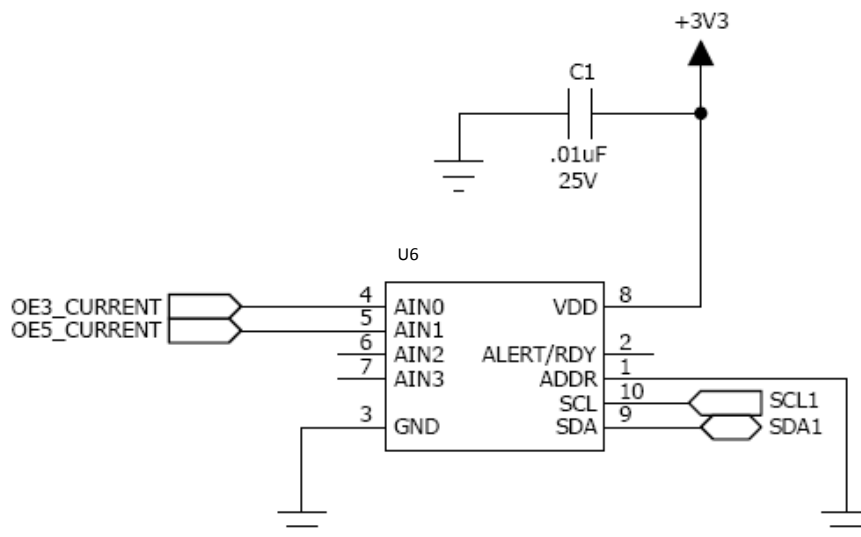 +3V3
C1
.01uF
25V
U6
OE3_CURRENT 4 AIN0 VDD 8
OE5_CURRENT 5 AIN1
6 AIN2 ALERT/RDY 2
7 AIN3 ADDR 1
SCL 10 SCL1
3 GND SDA 9 SDA1